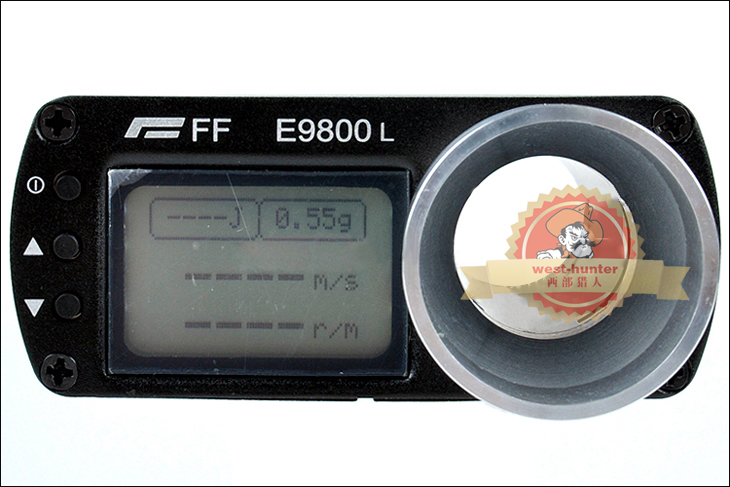 FF E9800 L
----J 0.55g
---- m/s
---- r/m
west-hunter
西部猎人